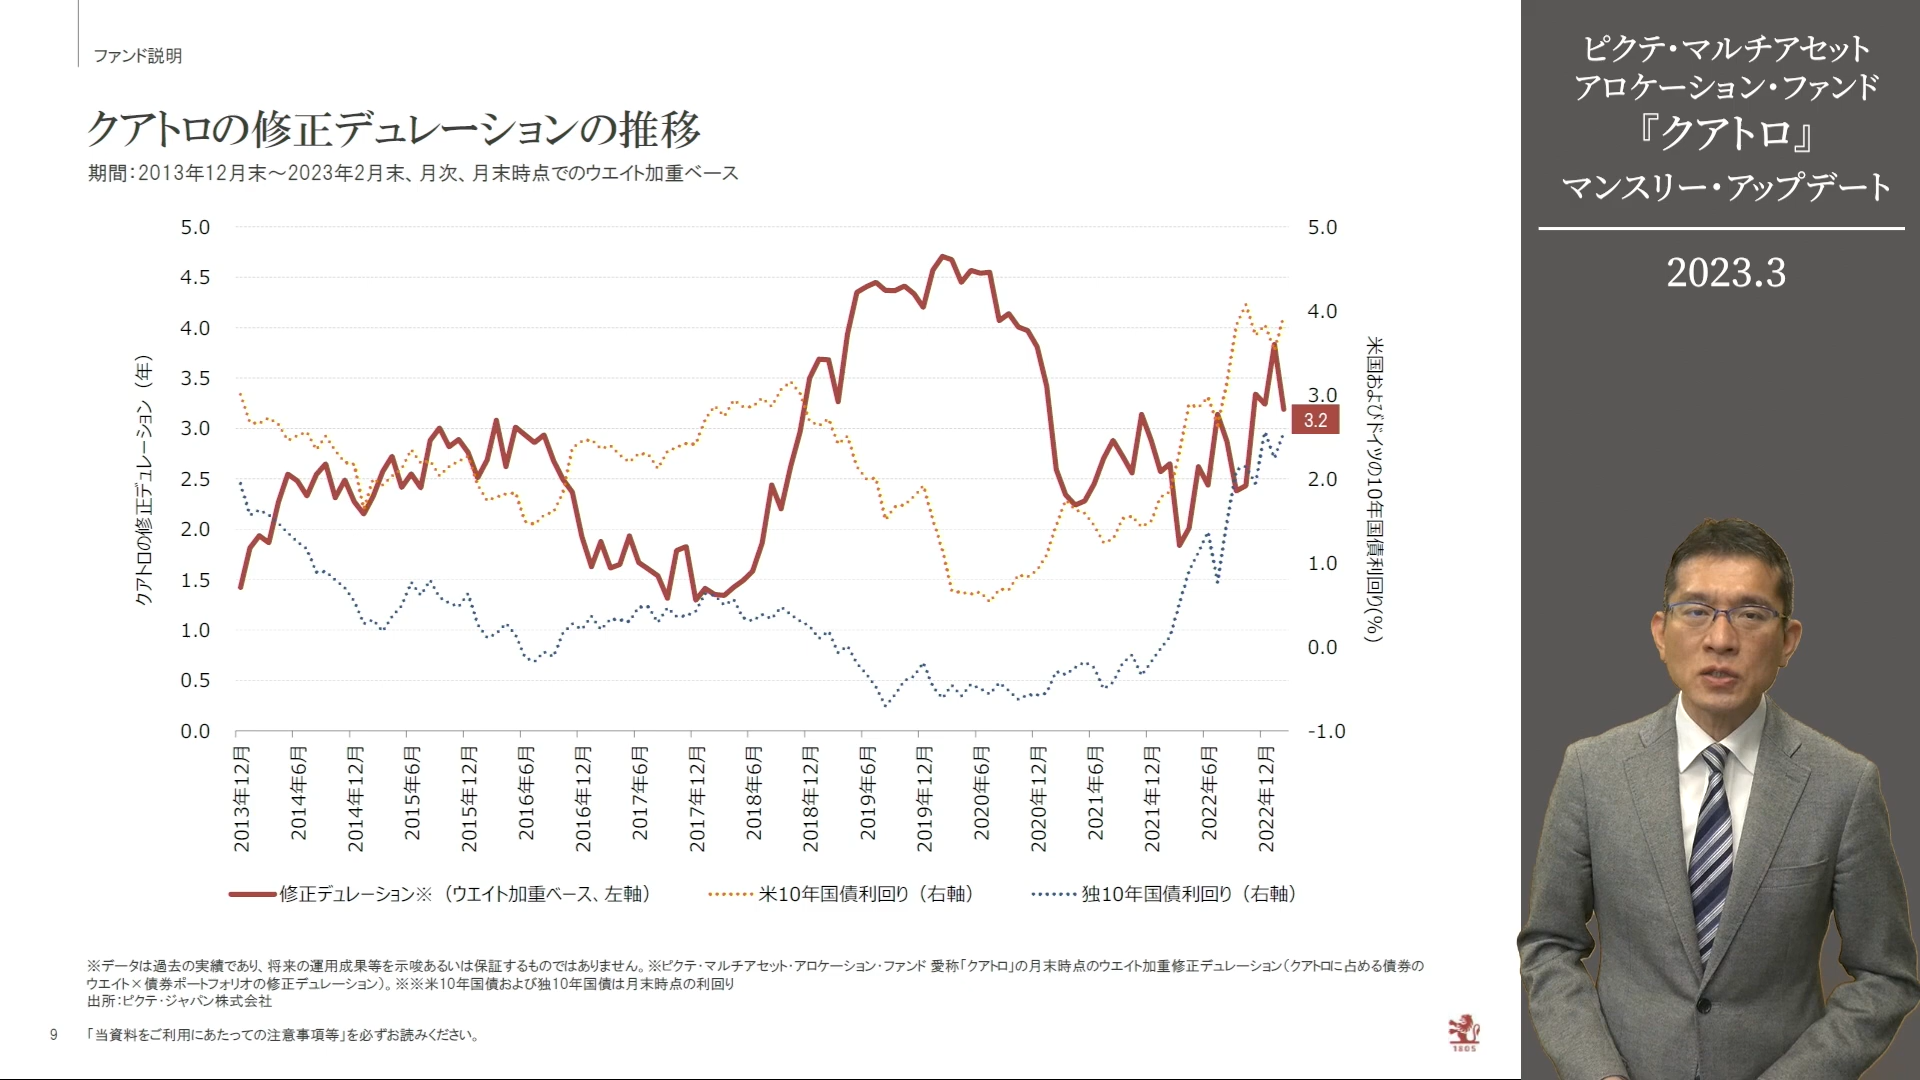 ファンド説明
クアトロの修正デュレーションの推移
期間：2013年12月末～2023年2月末、月次、月末時点でのウエイト加重ベース
クアトロの修正デュレーション（年）
5.0
4.5
4.0
3.5
3.0
2.5
2.0
1.5
1.0
0.5
0.0
5.0
4.0
3.0
2.0
1.0
0.0
-1.0
3.2
米国およびドイツの10年国債利回り(%)
2013年12月
2014年6月
2014年12月
2015年6月
2015年12月
2016年6月
2016年12月
2017年6月
2017年12月
2018年6月
2018年12月
2019年6月
2019年12月
2020年6月
2020年12月
2021年6月
2021年12月
2022年6月
2022年12月
修正デュレーション※（ウエイト加重ベース、左軸）
米10年国債利回り（右軸）
独10年国債利回り（右軸）
※データは過去の実績であり、将来の運用成果等を示唆あるいは保証するものではありません。※ピクテ・マルチアセット・アロケーション・ファンド 愛称「クアトロ」の月末時点のウエイト加重修正デュレーション（クアトロに占める債券の
ウエイト×債券ポートフォリオの修正デュレーション）。※※米10年国債および独10年国債は月末時点の利回り
出所：ピクテ・ジャパン株式会社
9
「当資料をご利用にあたっての注意事項等」を必ずお読みください。
1805
ピクテ・マルチアセット
アロケーション・ファンド
『クアトロ』
マンスリー・アップデート
2023.3